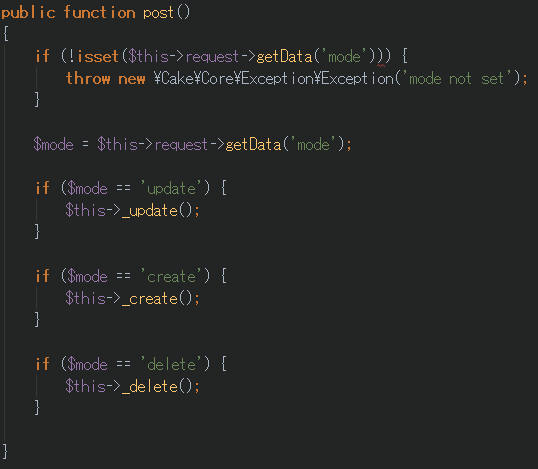 public function post()
{
if (!isset($this->request->getData('mode'))) {
throw new ¥Cake¥Core¥Exception¥Exception('mode not set');
}
$mode = $this->request->getData('mode');
if ($mode == 'update') {
$this->_update();
}
if ($mode == 'create') {
$this->_create();
}
if ($mode == 'delete') {
$this->_delete();
}
}